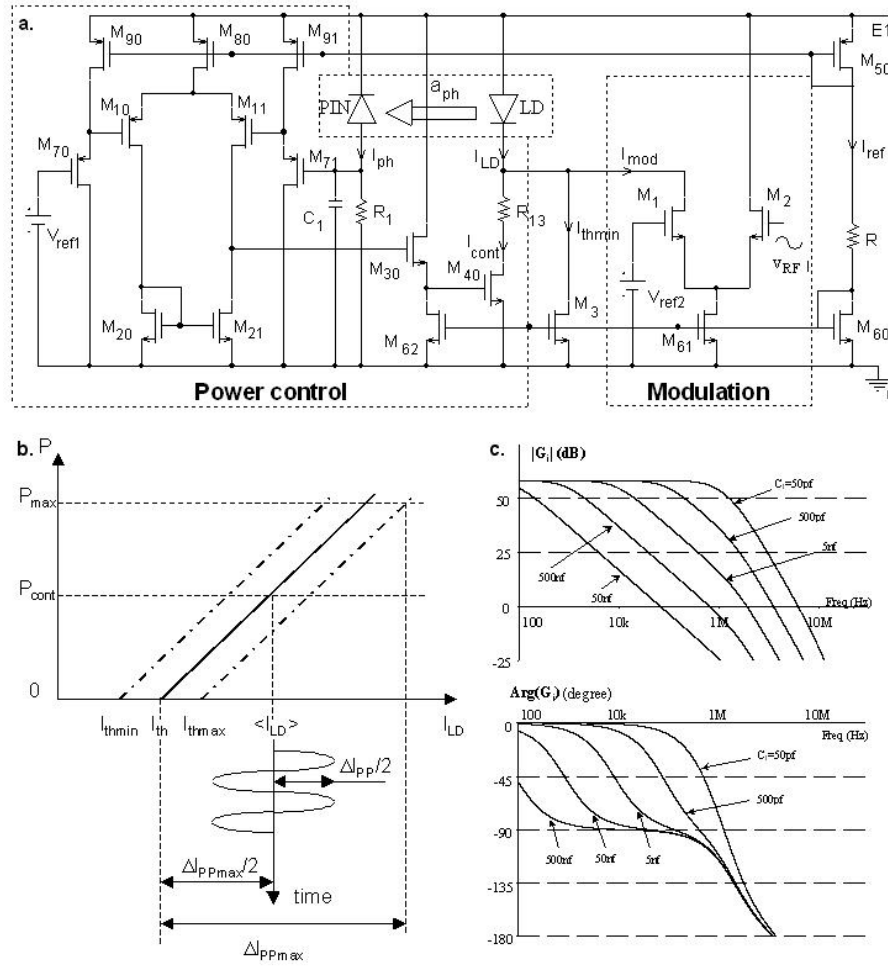 a.
M90
M80
M91
E1
M50
aph
PIN
LD
M10
M11
M70
M71
Iph
ILD
Imod
Iref
M1
M2
C1
R1
R13
Ithmin
R
Vref1
Icont
VRF
M30
M40
Vref2
M20
M21
M62
M3
M61
M60
Power control
Modulation
b.
P
Pmax
Pcont
0
Ithmin
Ith
Ithmax
<ILD>
ILD
ΔIPP/2
ΔIPPmax/2
time
ΔIPPmax
c.
|Gi| (dB)
Ci=50pf
50
500pf
25
5nf
500nf
50nf
0
Freq (Hz)
100
10k
1M
10M
-25
Arg(Gi) (degree)
100
10k
1M
10M
0
Freq (Hz)
Ci=50pf
-45
500pf
-90
500nf
50nf
5nf
-135
-180